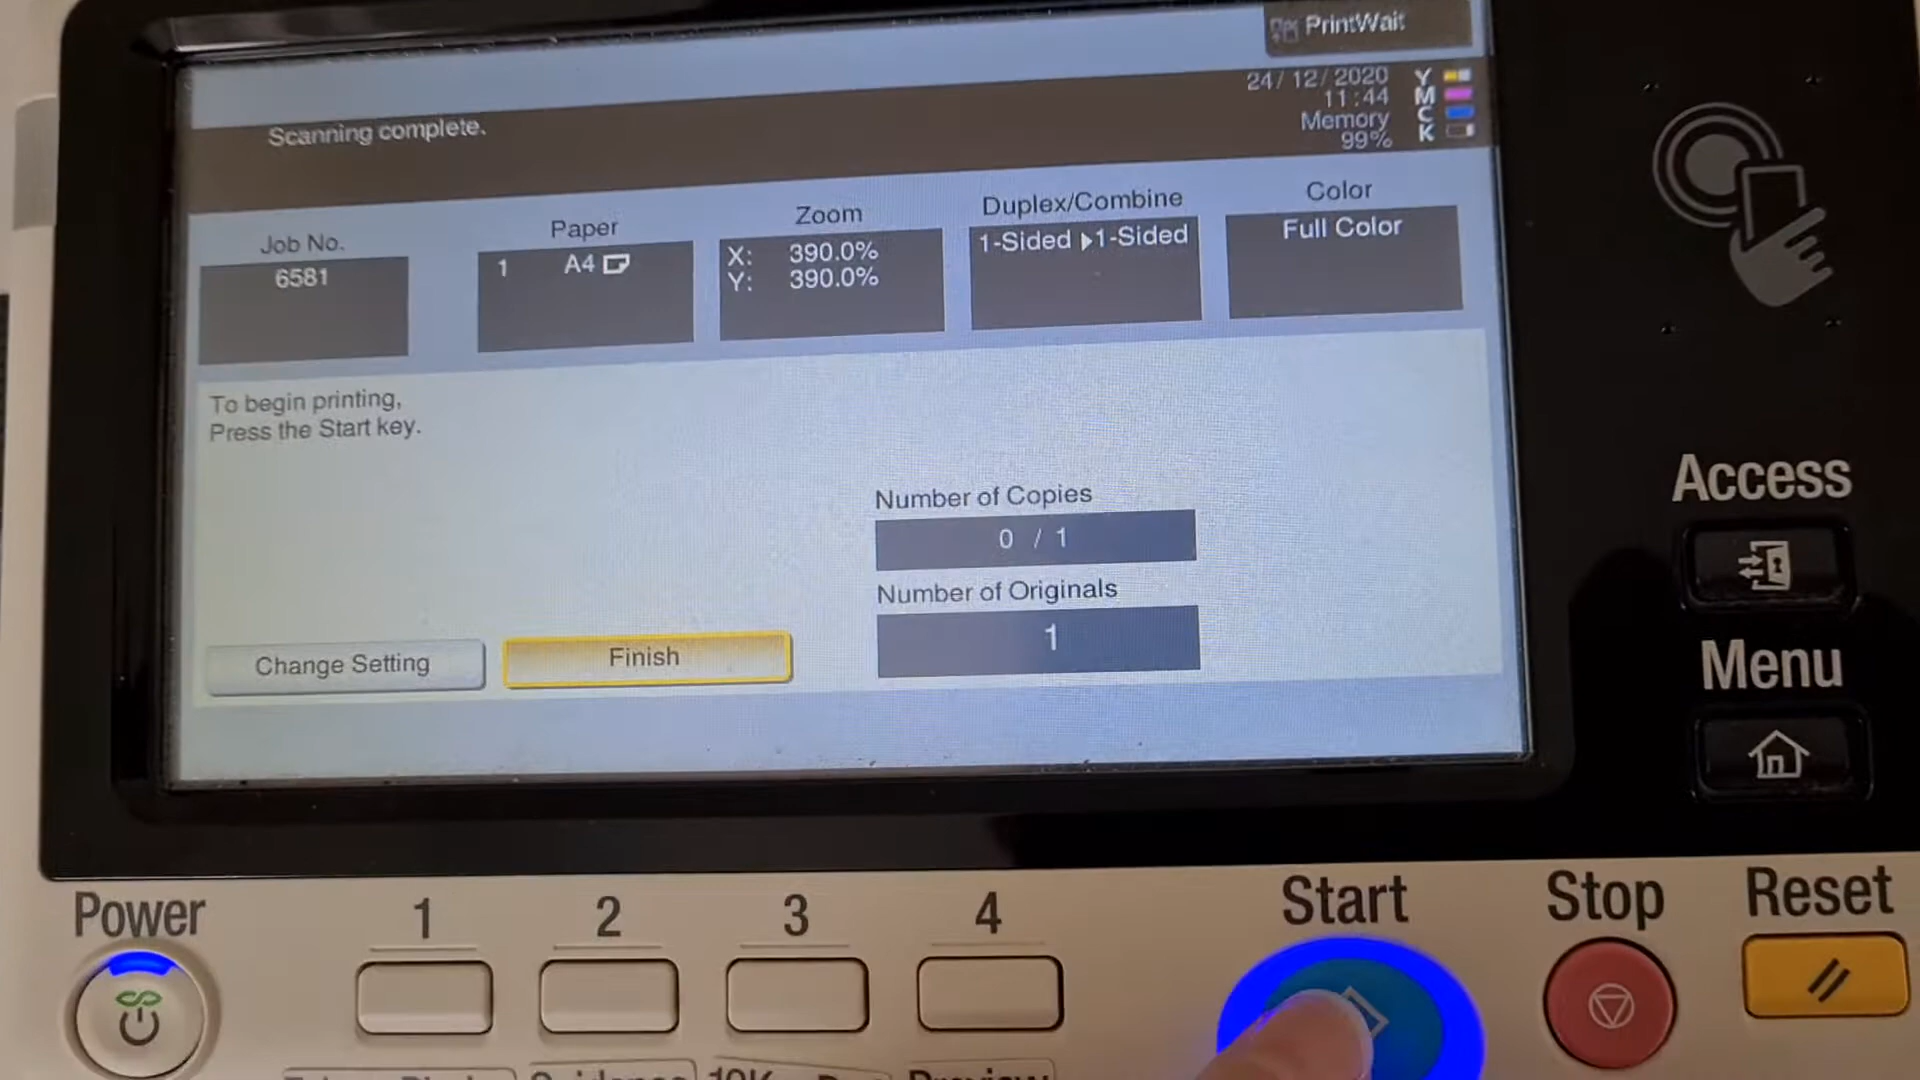 PrintWait
24/12/2020
11:44
Memory
99%
Y
M
C
K
Scanning complete.
Job No.
6581
Paper
1 A4
Zoom
X: 390.0%
Y: 390.0%
Duplex/Combine
1-Sided ▶1-Sided
Color
Full Color
To begin printing,
Press the Start key.
Number of Copies
0 / 1
Number of Originals
1
Change Setting
Finish
Access
Menu
Power
1
2
3
4
Start
Stop
Reset